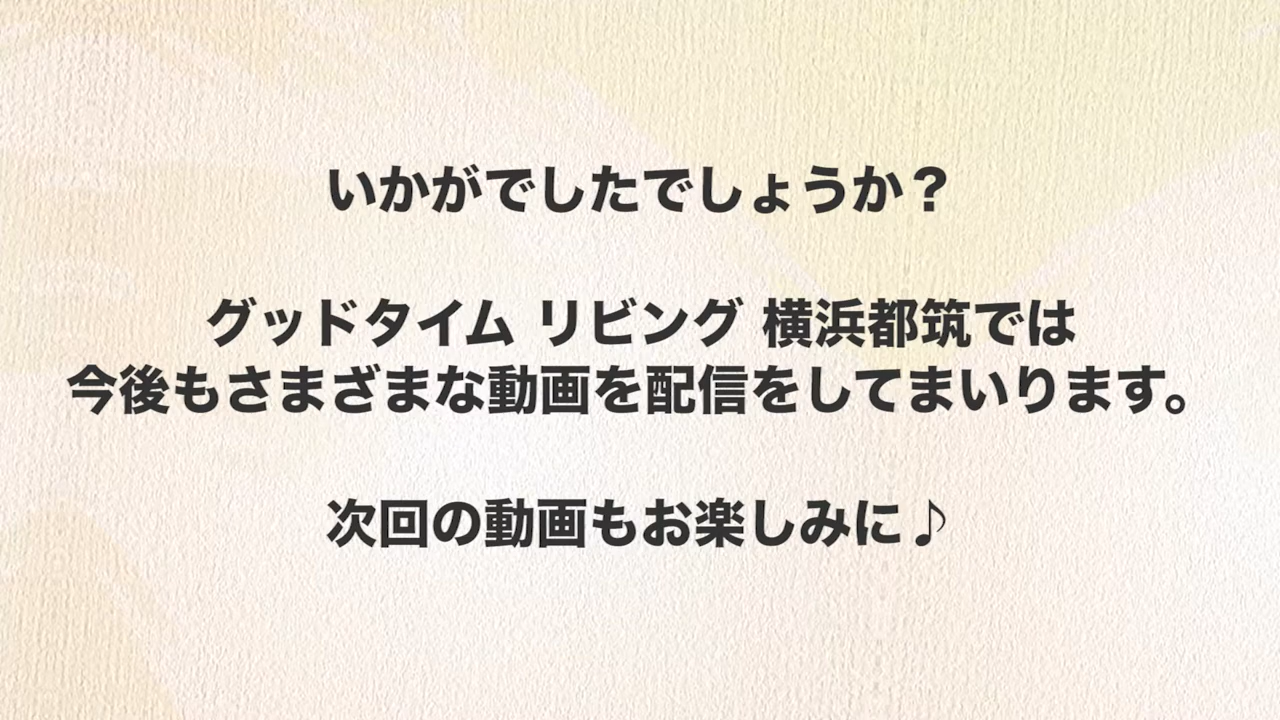 いかがでしたでしょうか？
グッドタイム リビング 横浜都筑では
今後もさまざまな動画を配信をしてまいります。
次回の動画もお楽しみに♪